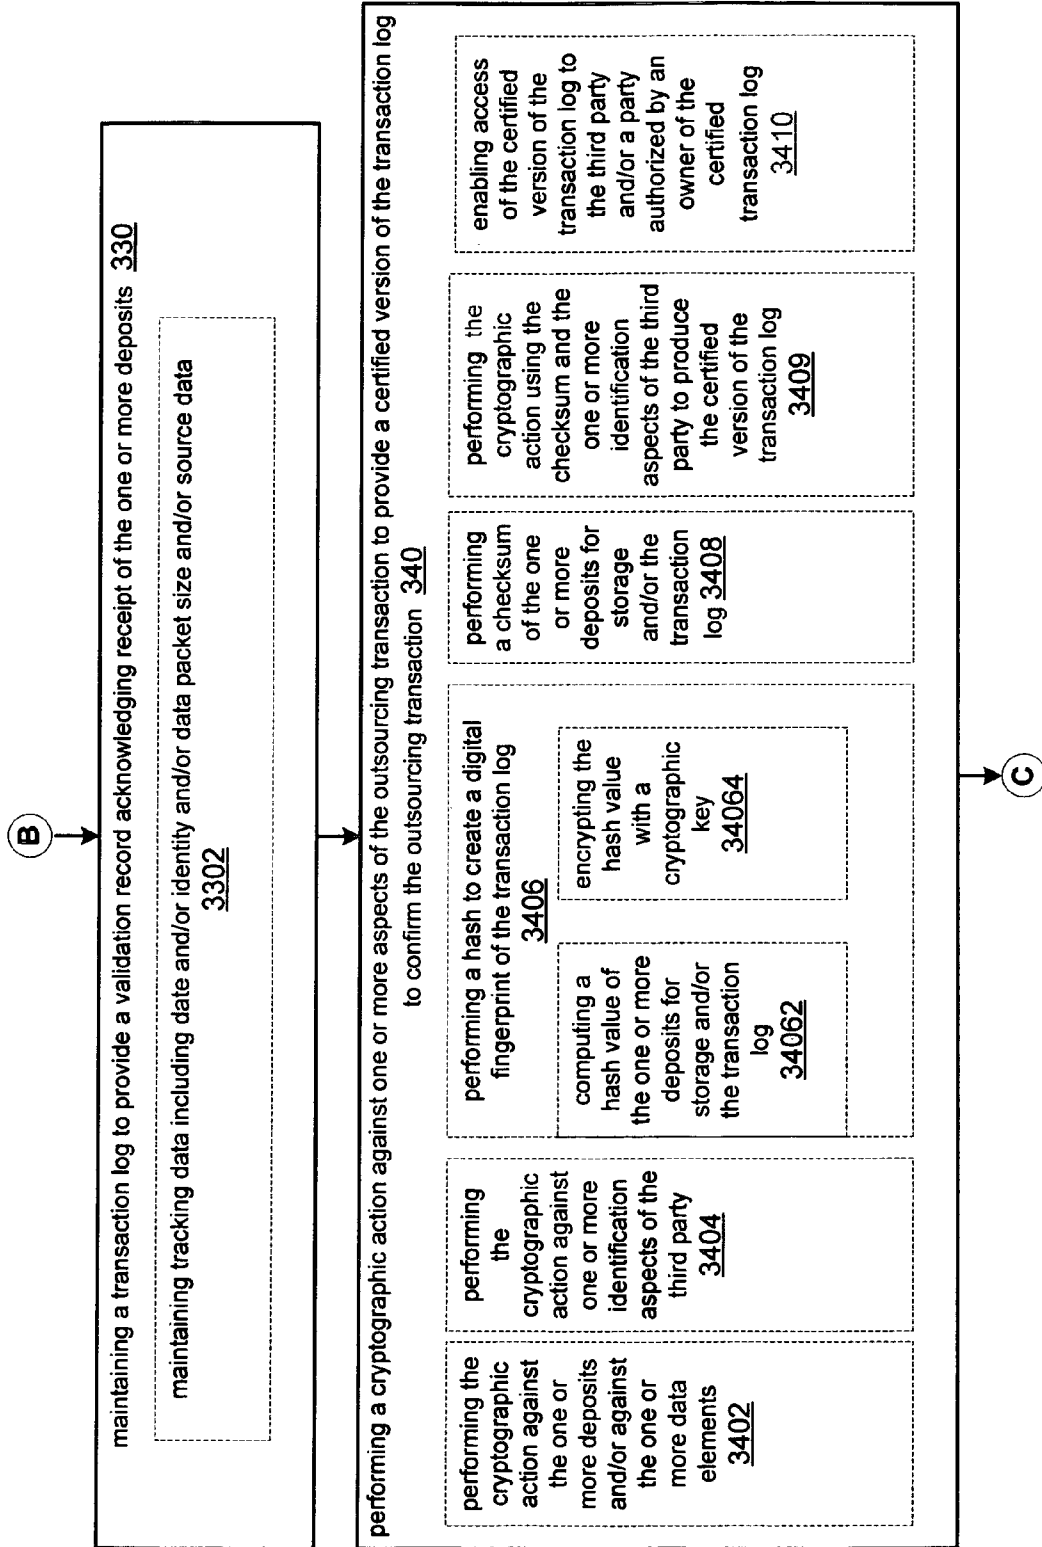 B
maintaining a transaction log to provide a validation record acknowledging receipt of the one or more deposits 330
maintaining tracking data including date and/or identity and/or data packet size and/or source data
3302
performing a cryptographic action against one or more aspects of the outsourcing transaction to provide a certified version of the transaction log
to confirm the outsourcing transaction 340
performing the
cryptographic
action against
the one or
more deposits
and/or against
the one or
more data
elements
3402
performing
the
cryptographic
action against
one or more
identification
aspects of the
third party
3404
performing a hash to create a digital
fingerprint of the transaction log
3406
computing a
hash value of
the one or more
deposits for
storage and/or
the transaction
log
34062
encrypting the
hash value
with a
cryptographic
key
34064
performing
a checksum
of the one
or more
deposits for
storage
and/or the
transaction
log 3408
performing the
cryptographic
action using the
checksum and the
one or more
identification
aspects of the third
party to produce
the certified
version of the
transaction log
3409
enabling access
of the certified
version of the
transaction log to
the third party
and/or a party
authorized by an
owner of the
certified
transaction log
3410
C